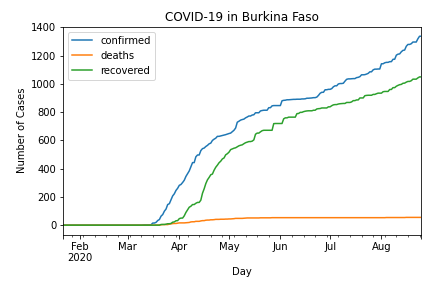 COVID-19 in Burkina Faso
confirmed
deaths
recovered
Number of Cases
1400
1200
1000
800
600
400
200
0
Feb Mar Apr May Jun Jul Aug
2020
Day